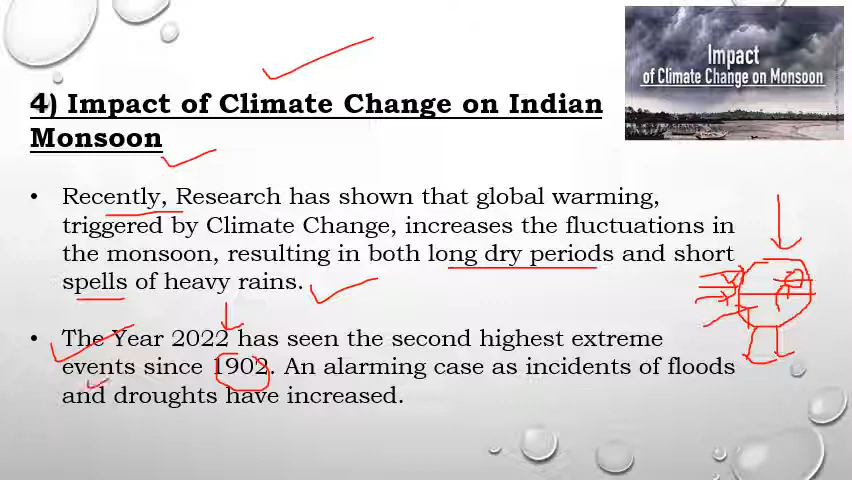 Impact
of Climate Change on Monsoon
4) Impact of Climate Change on Indian
Monsoon
• Recently, Research has shown that global warming,
triggered by Climate Change, increases the fluctuations in
the monsoon, resulting in both long dry periods and short
spells of heavy rains.
• The Year 2022 has seen the second highest extreme
events since 1902. An alarming case as incidents of floods
and droughts have increased.